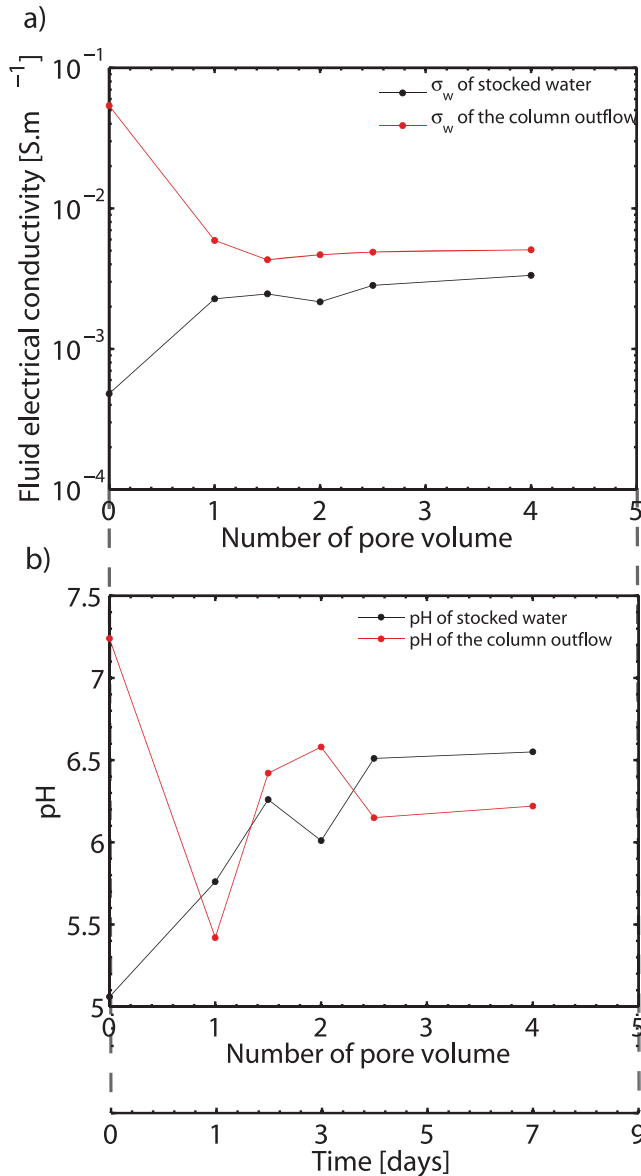 a)
Fluid electrical conductivity [S.m⁻¹]
10⁻¹
10⁻²
10⁻³
10⁻⁴
σw of stocked water
σw of the column outflow
0 1 2 3 4 5
Number of pore volume
b)
pH
7.5
7
6.5
6
5.5
5
pH of stocked water
pH of the column outflow
0 1 2 3 4 5
Number of pore volume
0 1 3 5 7 9
Time [days]